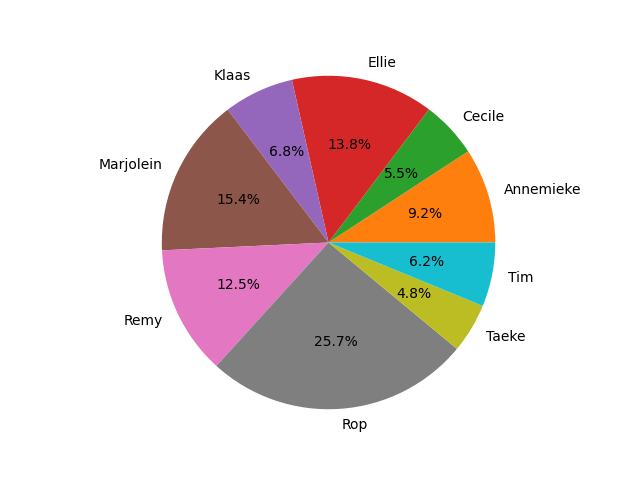 Ellie
Klaas
Cecile
13.8%
6.8%
5.5%
Marjolein
Annemieke
15.4%
9.2%
6.2%
Tim
12.5%
4.8%
Remy
Taeke
25.7%
Rop